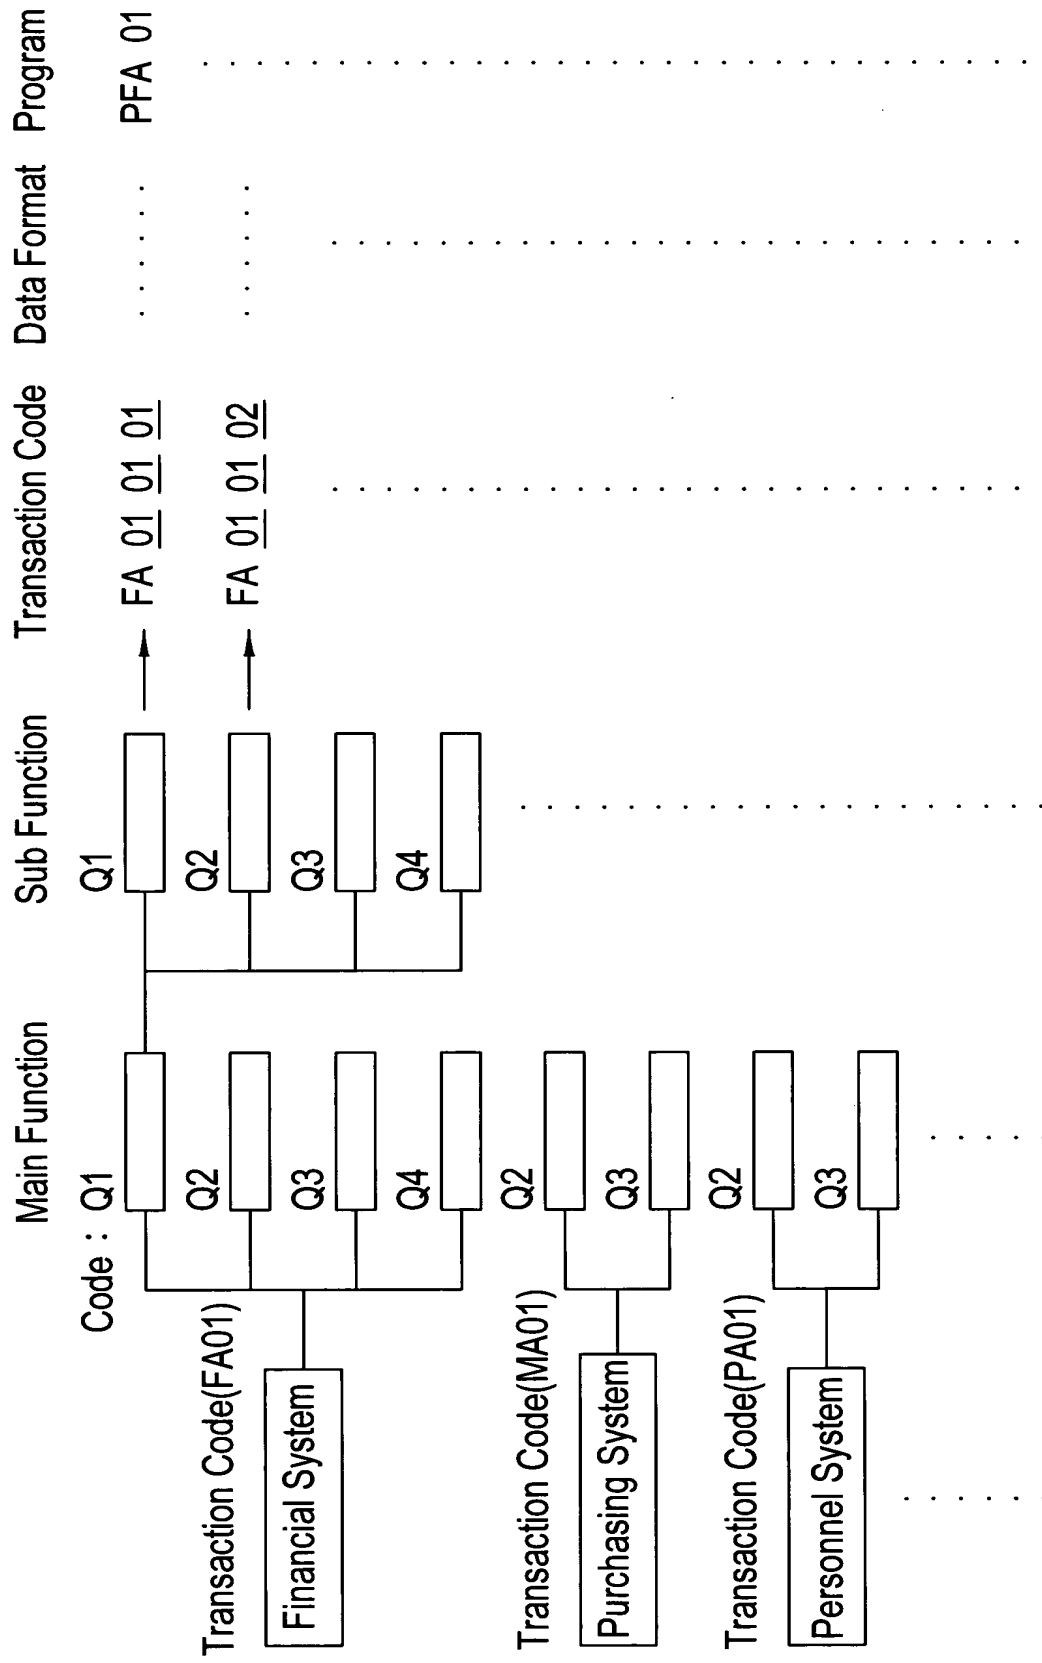 Main Function Sub Function Transaction Code Data Format Program
Code : Q1 Q1
FA 01 01 01 PFA 01
Transaction Code(FA01)
Q2 Q2
FA 01 01 02
Financial System
Q3 Q3
Q4 Q4
Transaction Code(MA01)
Q2
Purchasing System
Q3
Transaction Code(PA01)
Q2
Personnel System
Q3